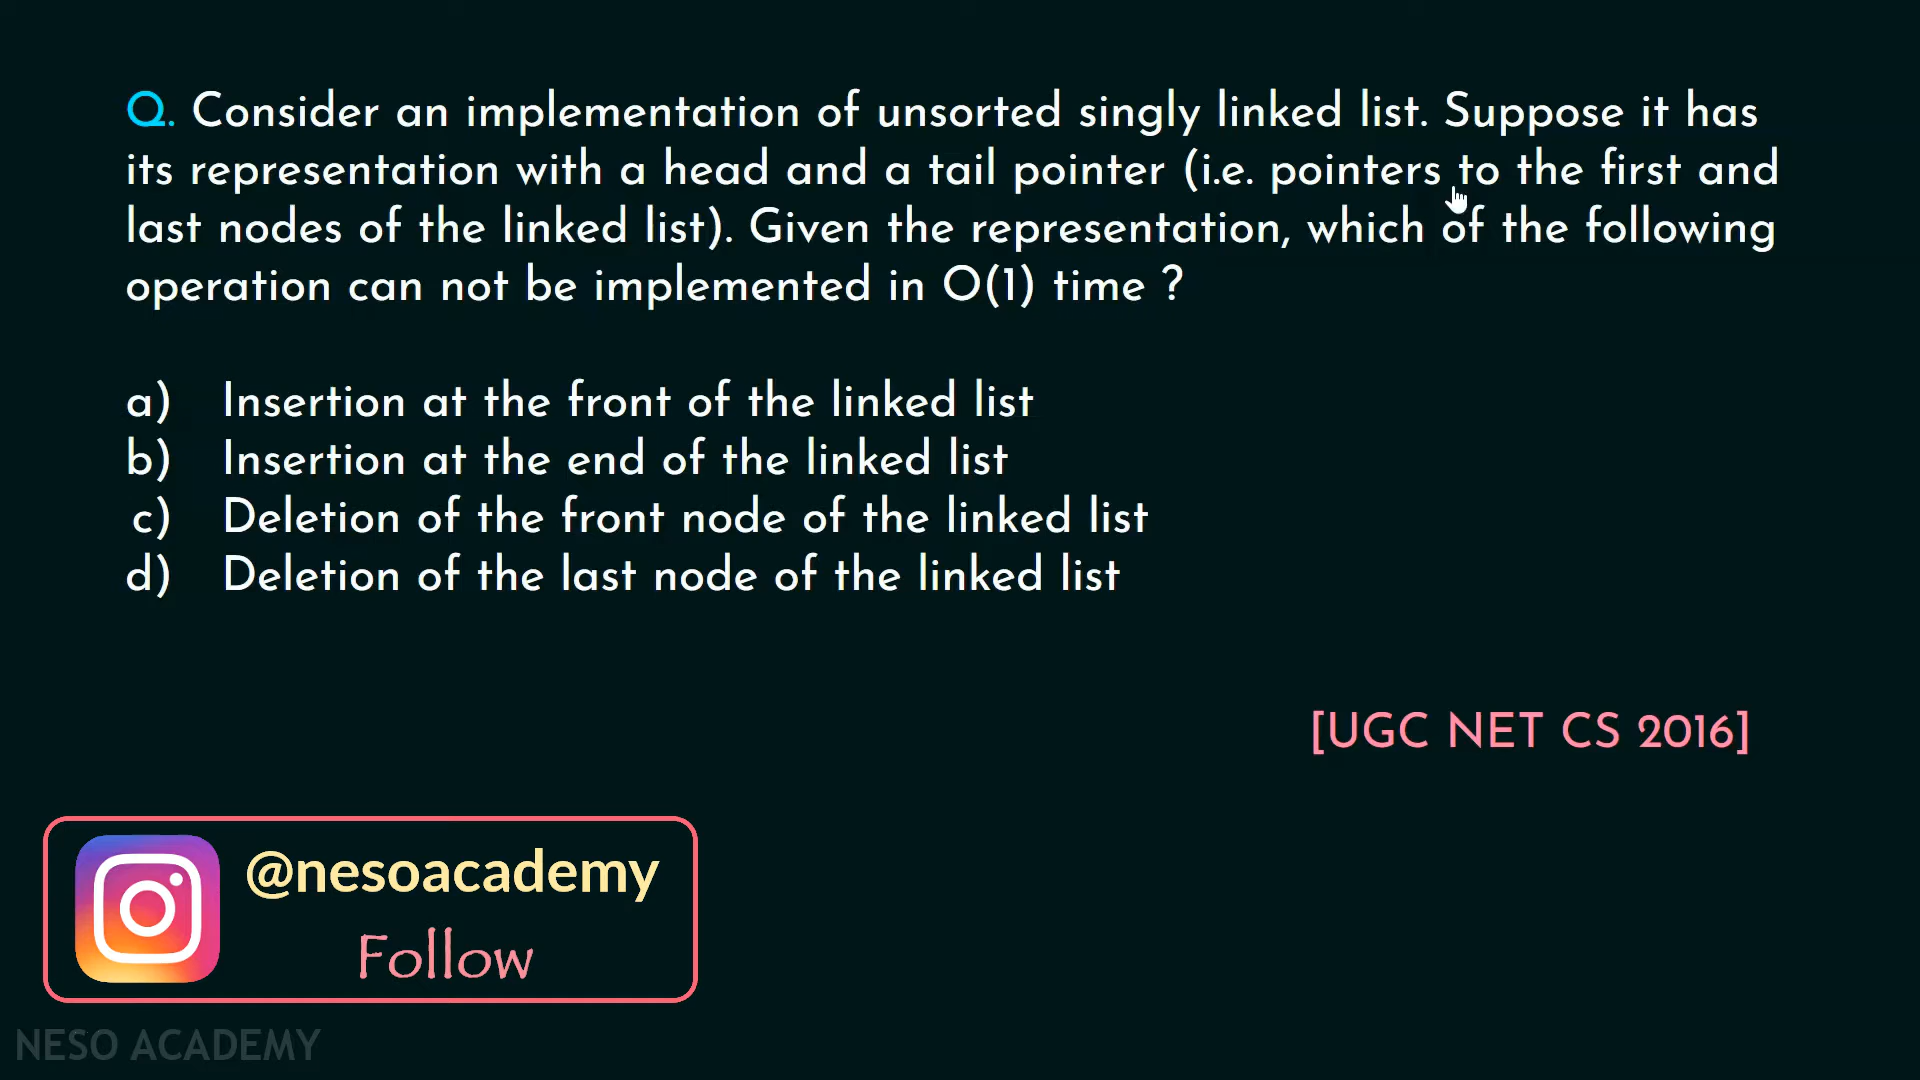 Q. Consider an implementation of unsorted singly linked list. Suppose it has
its representation with a head and a tail pointer (i.e. pointers to the first and
last nodes of the linked list). Given the representation, which of the following
operation can not be implemented in O(1) time ?
a) Insertion at the front of the linked list
b) Insertion at the end of the linked list
c) Deletion of the front node of the linked list
d) Deletion of the last node of the linked list
[UGC NET CS 2016]
@nesoacademy
Follow
NESO ACADEMY